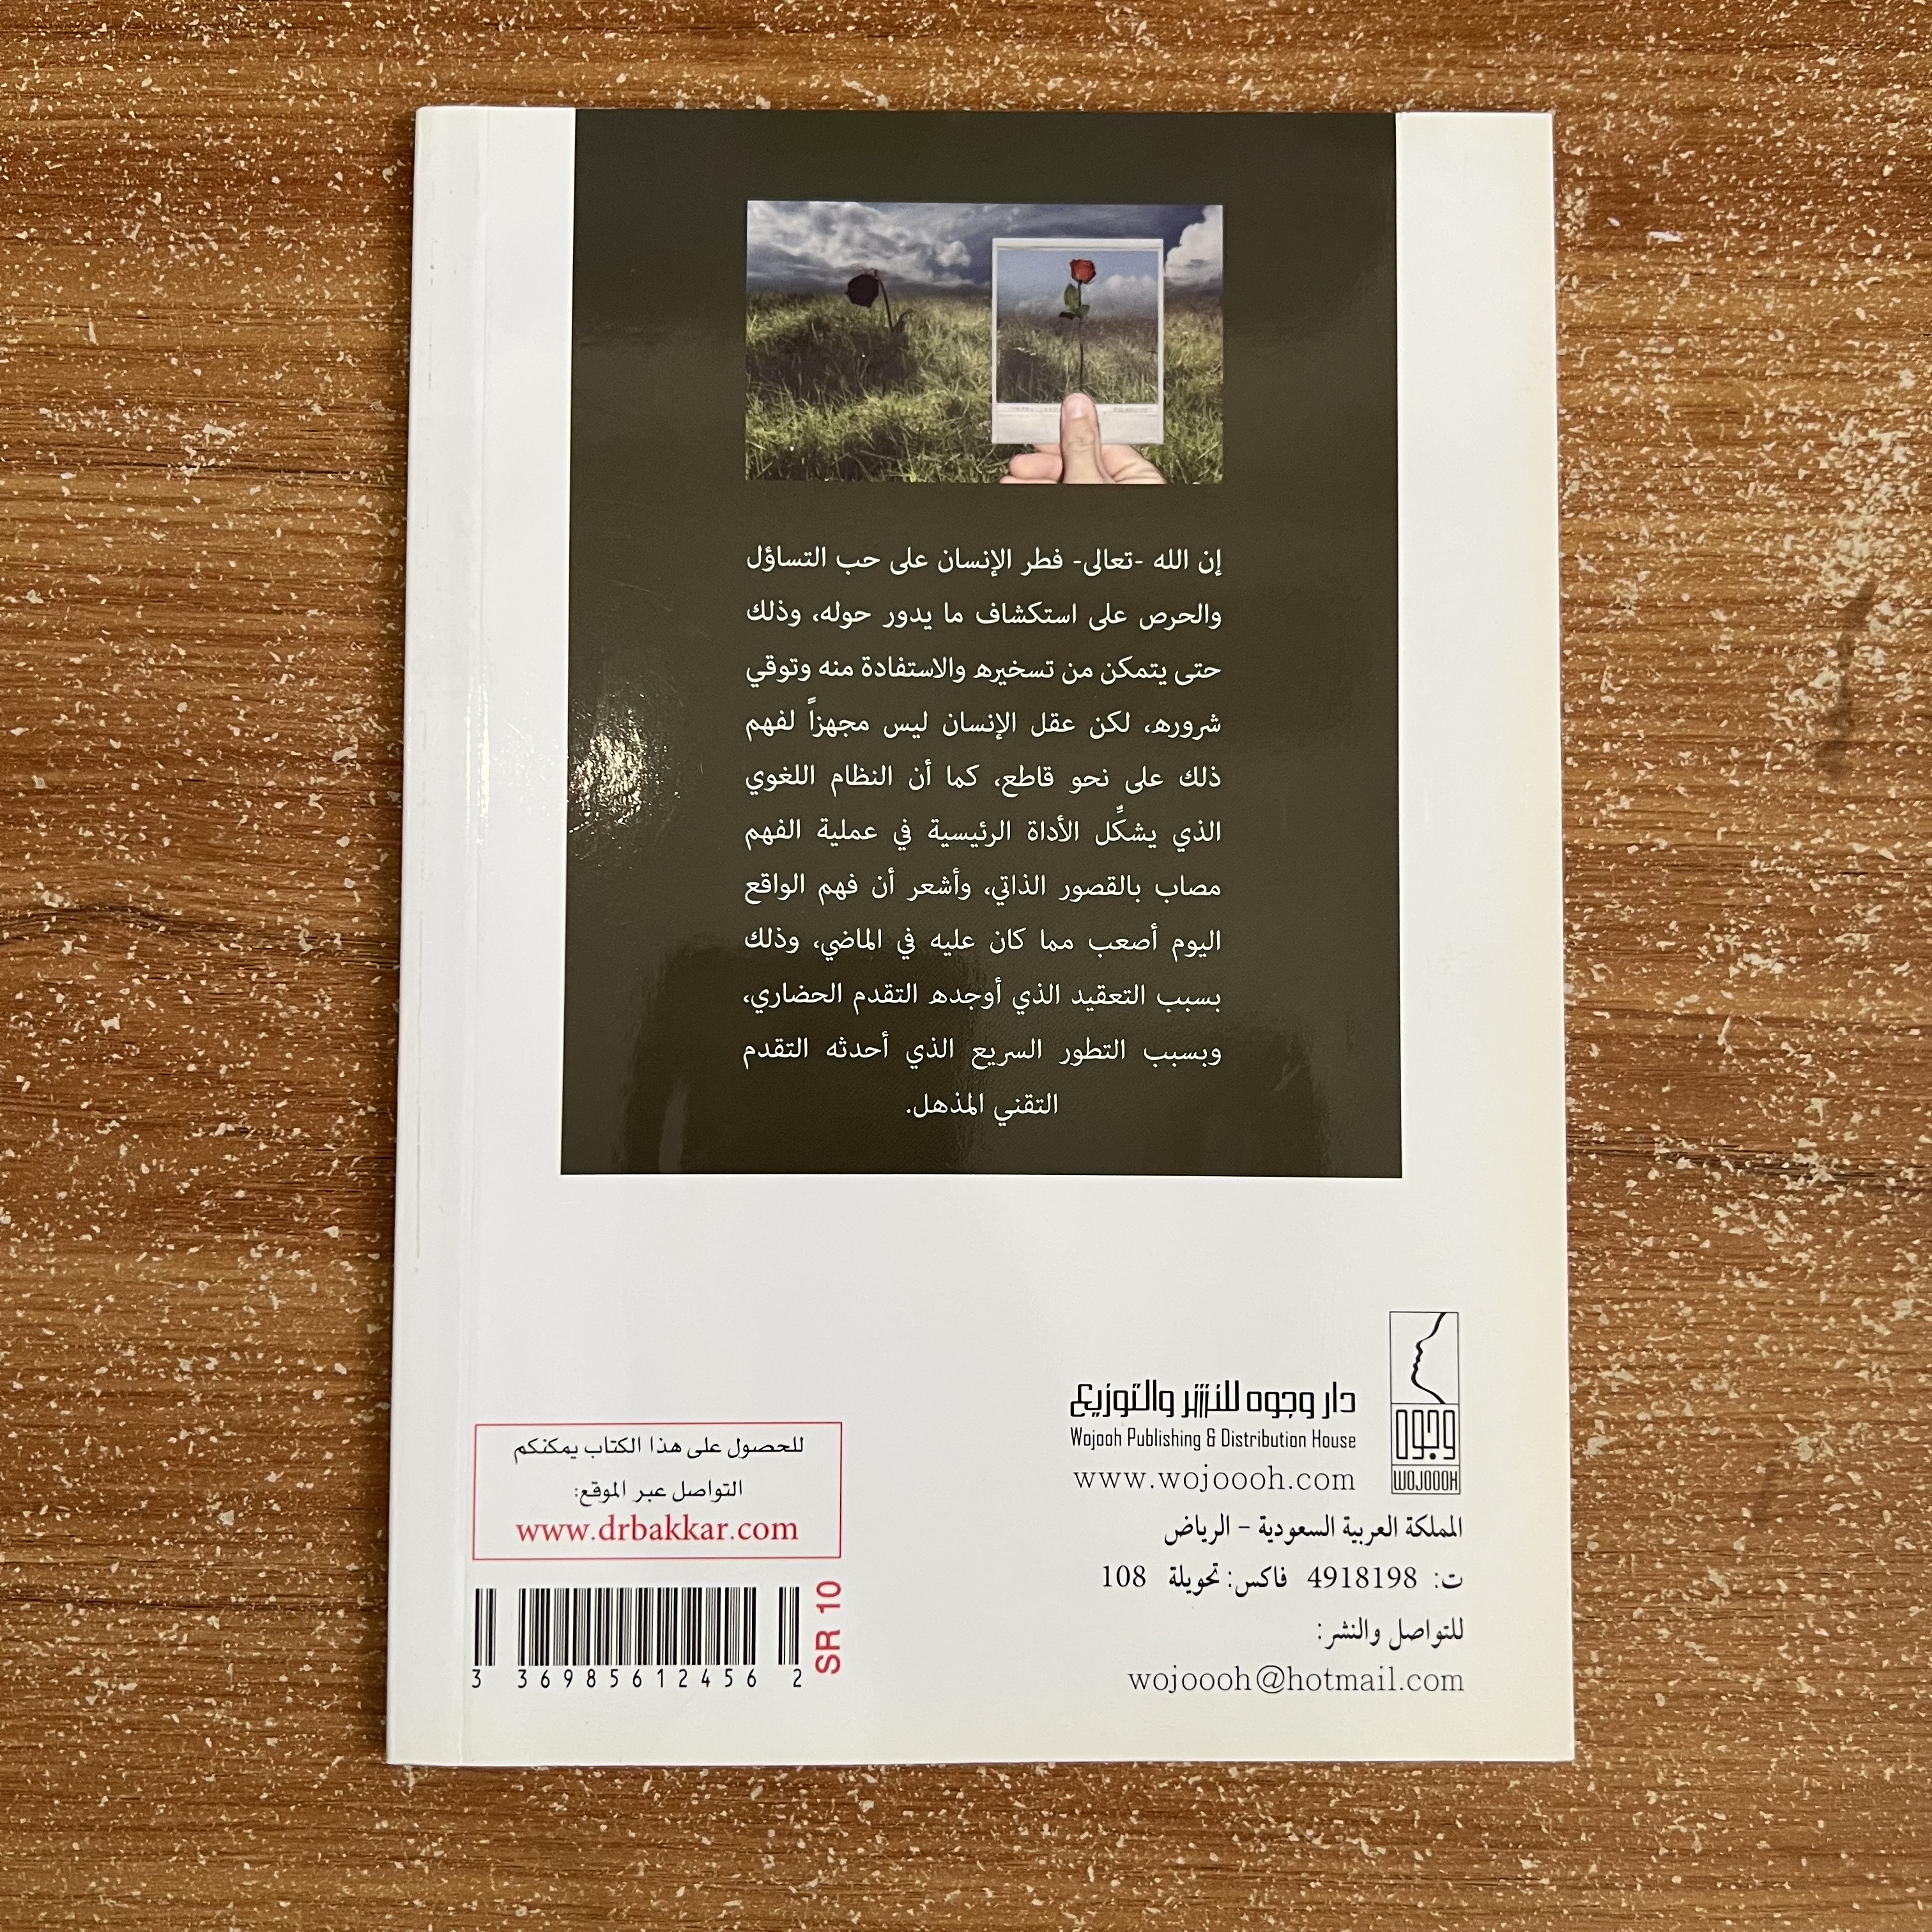 إن الله -تعالى- فطر الإنسان على حب التساؤل
والحرص على استكشاف ما يدور حوله، وذلك
حتى يتمكن من تسخيره والاستفادة منه وتوقي
شروره، لكن عقل الإنسان ليس مجهزاً لفهم
ذلك على نحو قاطع، كما أن النظام اللغوي
الذي يشكِّل الأداة الرئيسية في عملية الفهم
مصاب بالقصور الذاتي، وأشعر أن فهم الواقع
اليوم أصعب مما كان عليه في الماضي، وذلك
بسبب التعقيد الذي أوجده التقدم الحضاري،
وبسبب التطور السريع الذي أحدثه التقدم
التقني المذهل.
وجوه
WOJOOOH
دار وجوه للنشر والتوزيع
Wojooh Publishing & Distribution House
www.wojoooh.com
المملكة العربية السعودية – الرياض
ت: 4918198 فاكس: تحويلة 108
للتواصل والنشر:
wojoooh@hotmail.com
للحصول على هذا الكتاب يمكنكم
التواصل عبر الموقع:
www.drbakkar.com
SR 10
3 36985612456 2